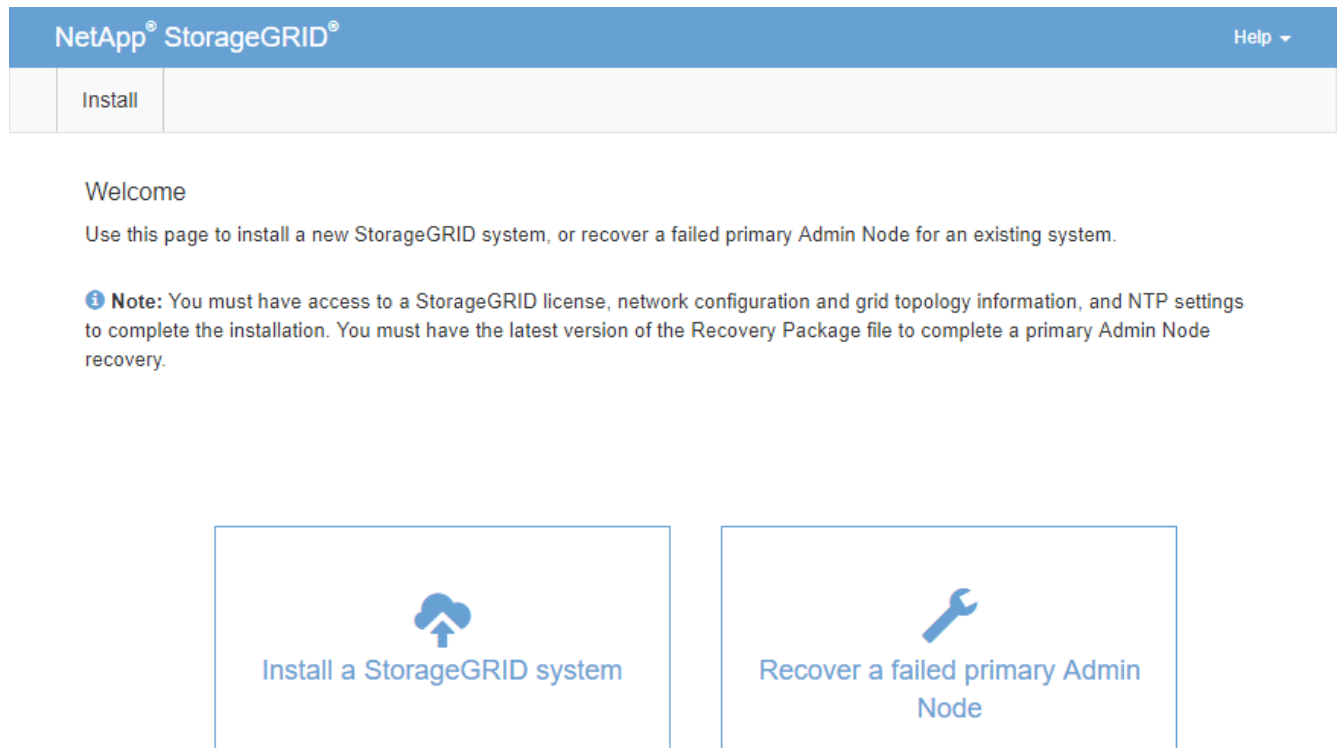 NetApp® StorageGRID®
Help
Install
Welcome
Use this page to install a new StorageGRID system, or recover a failed primary Admin Node for an existing system.
Note: You must have access to a StorageGRID license, network configuration and grid topology information, and NTP settings
to complete the installation. You must have the latest version of the Recovery Package file to complete a primary Admin Node
recovery.
Install a StorageGRID system
Recover a failed primary Admin
Node